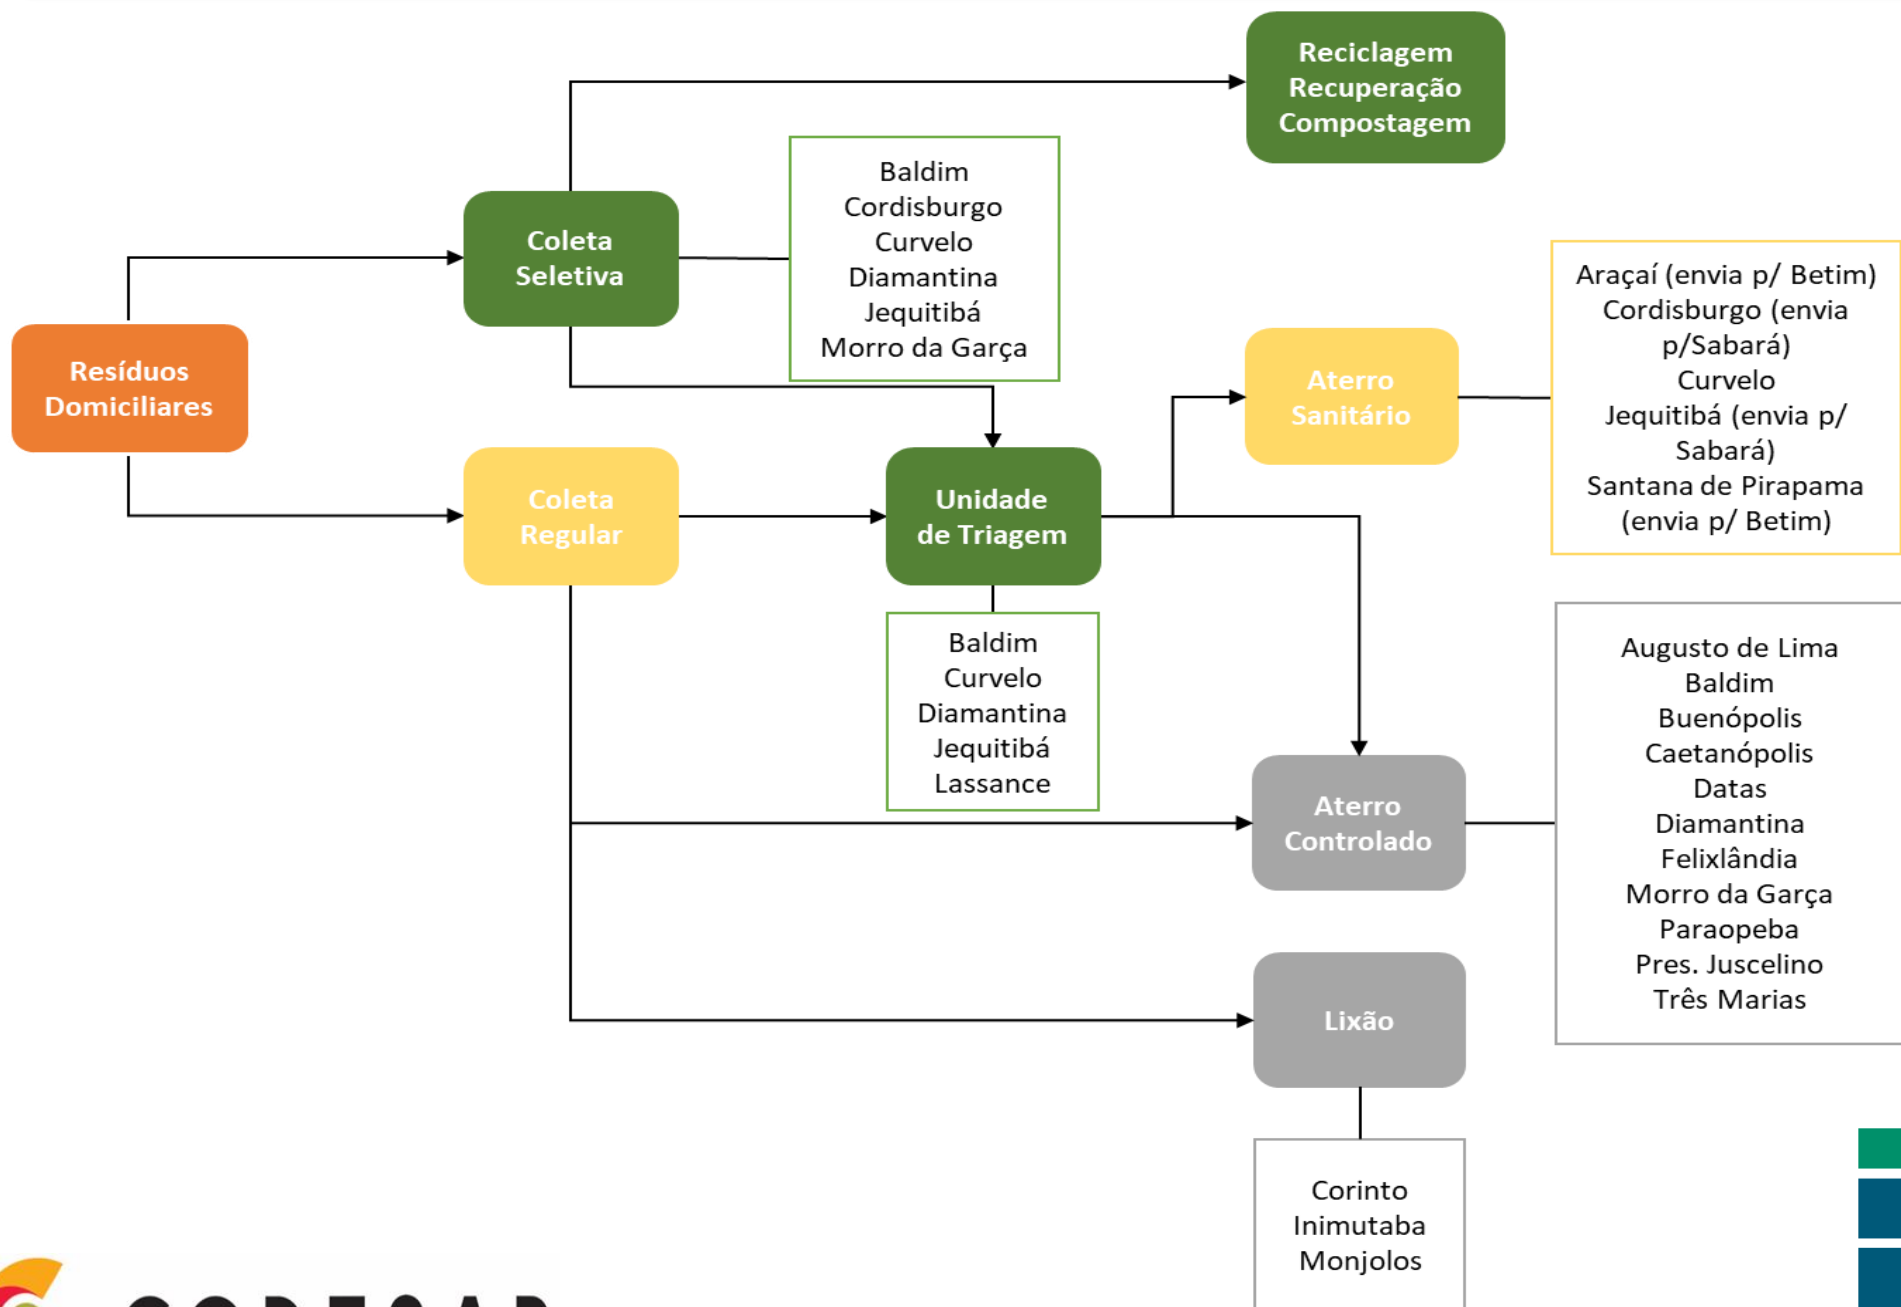 Reciclagem
Recuperação
Compostagem
Baldim
Cordisburgo
Curvelo
Diamantina
Jequitibá
Morro da Garça
Coleta
Seletiva
Araçaí (envia p/ Betim)
Cordisburgo (envia
p/Sabará)
Curvelo
Jequitibá (envia p/
Sabará)
Santana de Pirapama
(envia p/ Betim)
Resíduos
Domiciliares
Aterro
Sanitário
Coleta
Regular
Unidade
de Triagem
Baldim
Curvelo
Diamantina
Jequitibá
Lassance
Augusto de Lima
Baldim
Buenópolis
Caetanópolis
Datas
Diamantina
Felixlândia
Morro da Garça
Paraopeba
Pres. Juscelino
Três Marias
Aterro
Controlado
Lixão
Corinto
Inimutaba
Monjolos